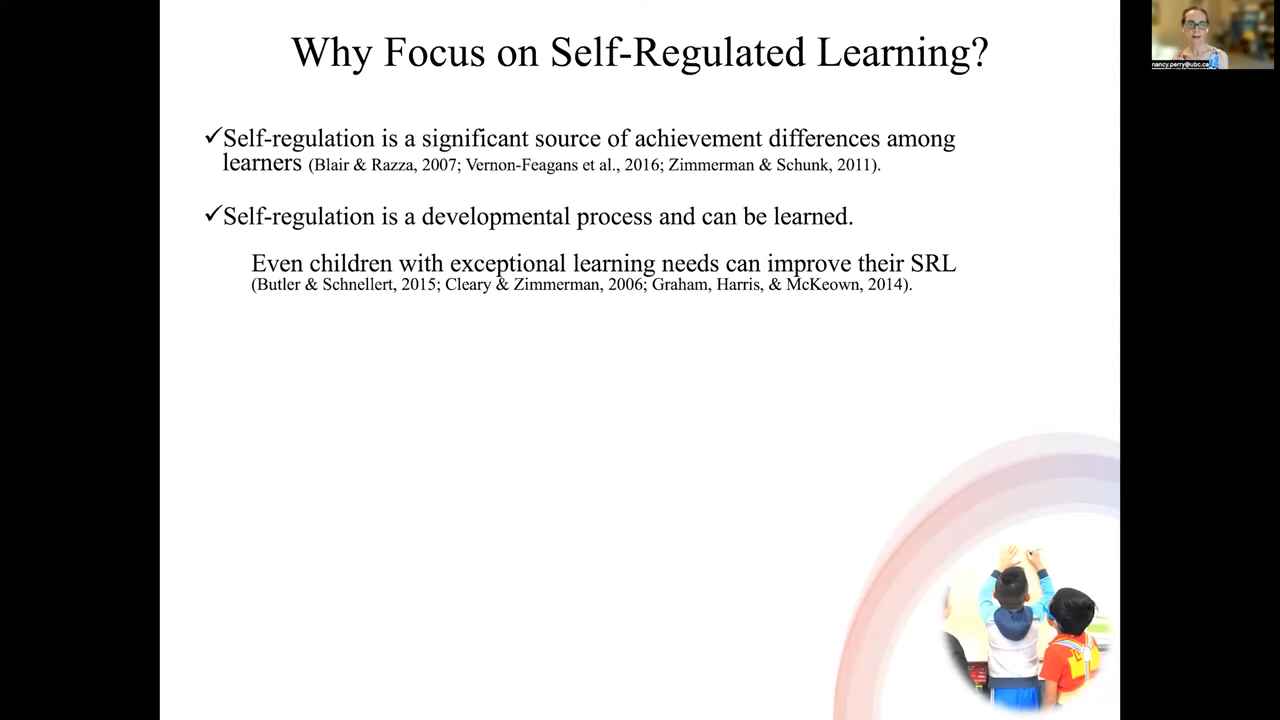 Why Focus on Self-Regulated Learning?
nancy.perry@ubc.ca
✓Self-regulation is a significant source of achievement differences among
learners (Blair & Razza, 2007; Vernon-Feagans et al., 2016; Zimmerman & Schunk, 2011).
✓Self-regulation is a developmental process and can be learned.
Even children with exceptional learning needs can improve their SRL
(Butler & Schnellert, 2015; Cleary & Zimmerman, 2006; Graham, Harris, & McKeown, 2014).